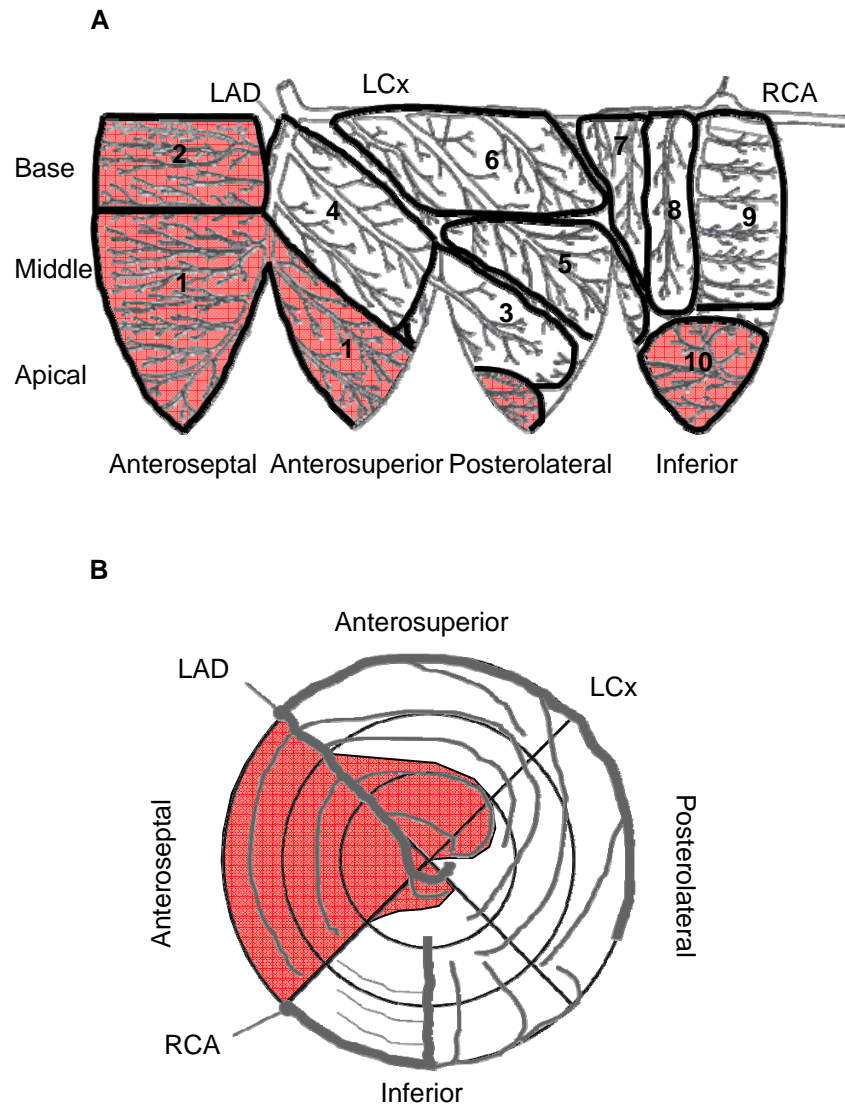 A
LAD LCx RCA
Base
Middle
Apical
2 6 7
4 8 9
1 5
3
1 10
Anteroseptal Anterosuperior Posterolateral Inferior
B
Anterosuperior
LAD
LCx
Anteroseptal
Posterolateral
RCA
Inferior